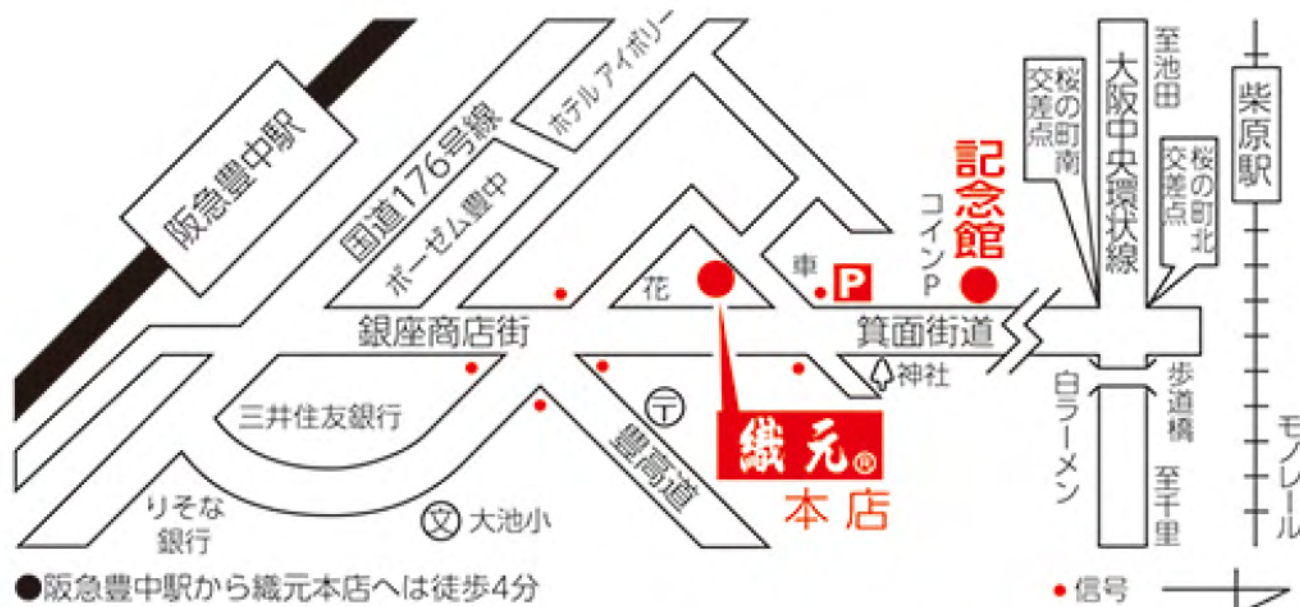 阪急豊中駅
国道176号線
ホテル アイボリー
ボーゼム豊中
銀座商店街
三井住友銀行
りそな
銀行
文 大池小
豊高道
〒
花
織元®
本店
車
P
コインP
記念館
箕面街道
神社
桜の町南
交差点
大阪中央環状線
至池田
桜の町北
交差点
柴原駅
白ラーメン
歩道橋
至千里
モノレール
●阪急豊中駅から織元本店へは徒歩4分
●信号